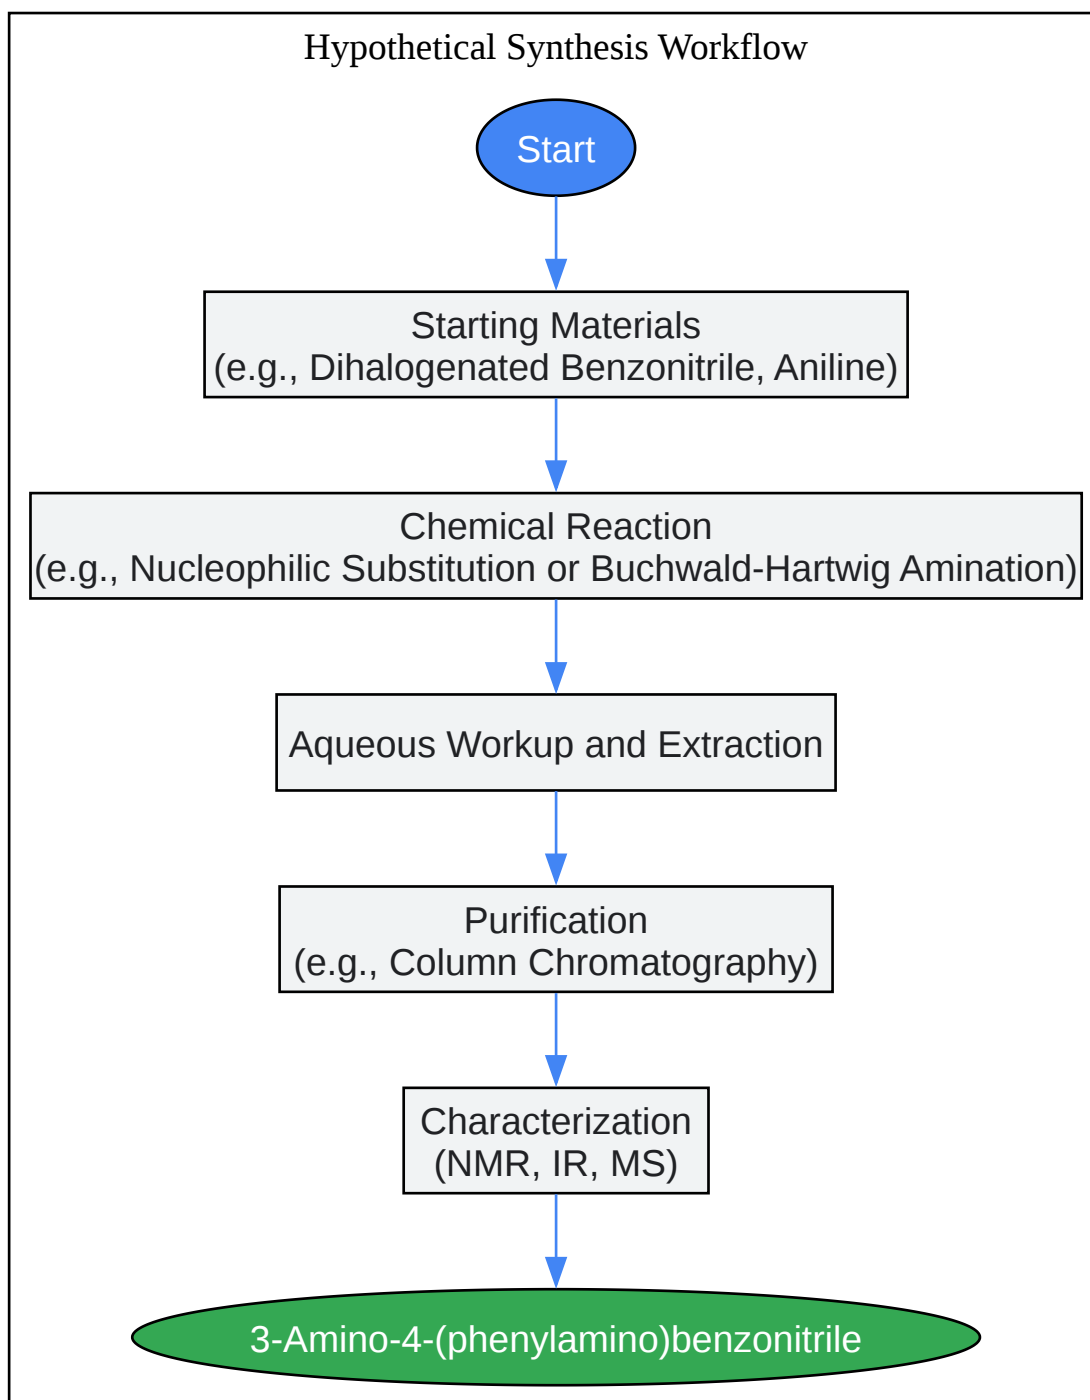 Hypothetical Synthesis Workflow
Start
Starting Materials
(e.g., Dihalogenated Benzonitrile, Aniline)
Chemical Reaction
(e.g., Nucleophilic Substitution or Buchwald-Hartwig Amination)
Aqueous Workup and Extraction
Purification
(e.g., Column Chromatography)
Characterization
(NMR, IR, MS)
3-Amino-4-(phenylamino)benzonitrile